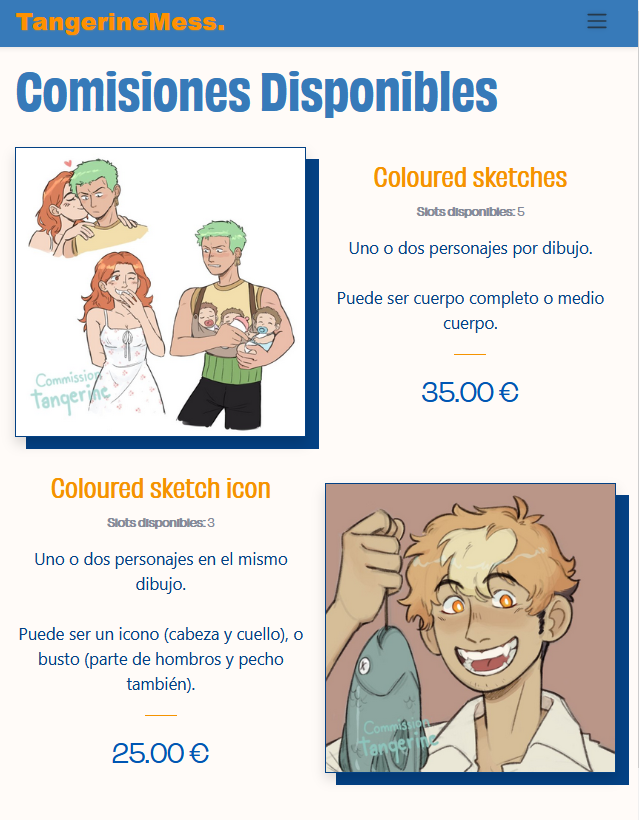 TangerineMess.
Comisiones Disponibles
Coloured sketches
Slots disponibles: 5
Uno o dos personajes por dibujo.
Puede ser cuerpo completo o medio
cuerpo.
35.00 €
Commission
Tangerine
Coloured sketch icon
Slots disponibles: 3
Uno o dos personajes en el mismo
dibujo.
Puede ser un icono (cabeza y cuello), o
busto (parte de hombros y pecho
también).
25.00 €
Commission
Tangerine